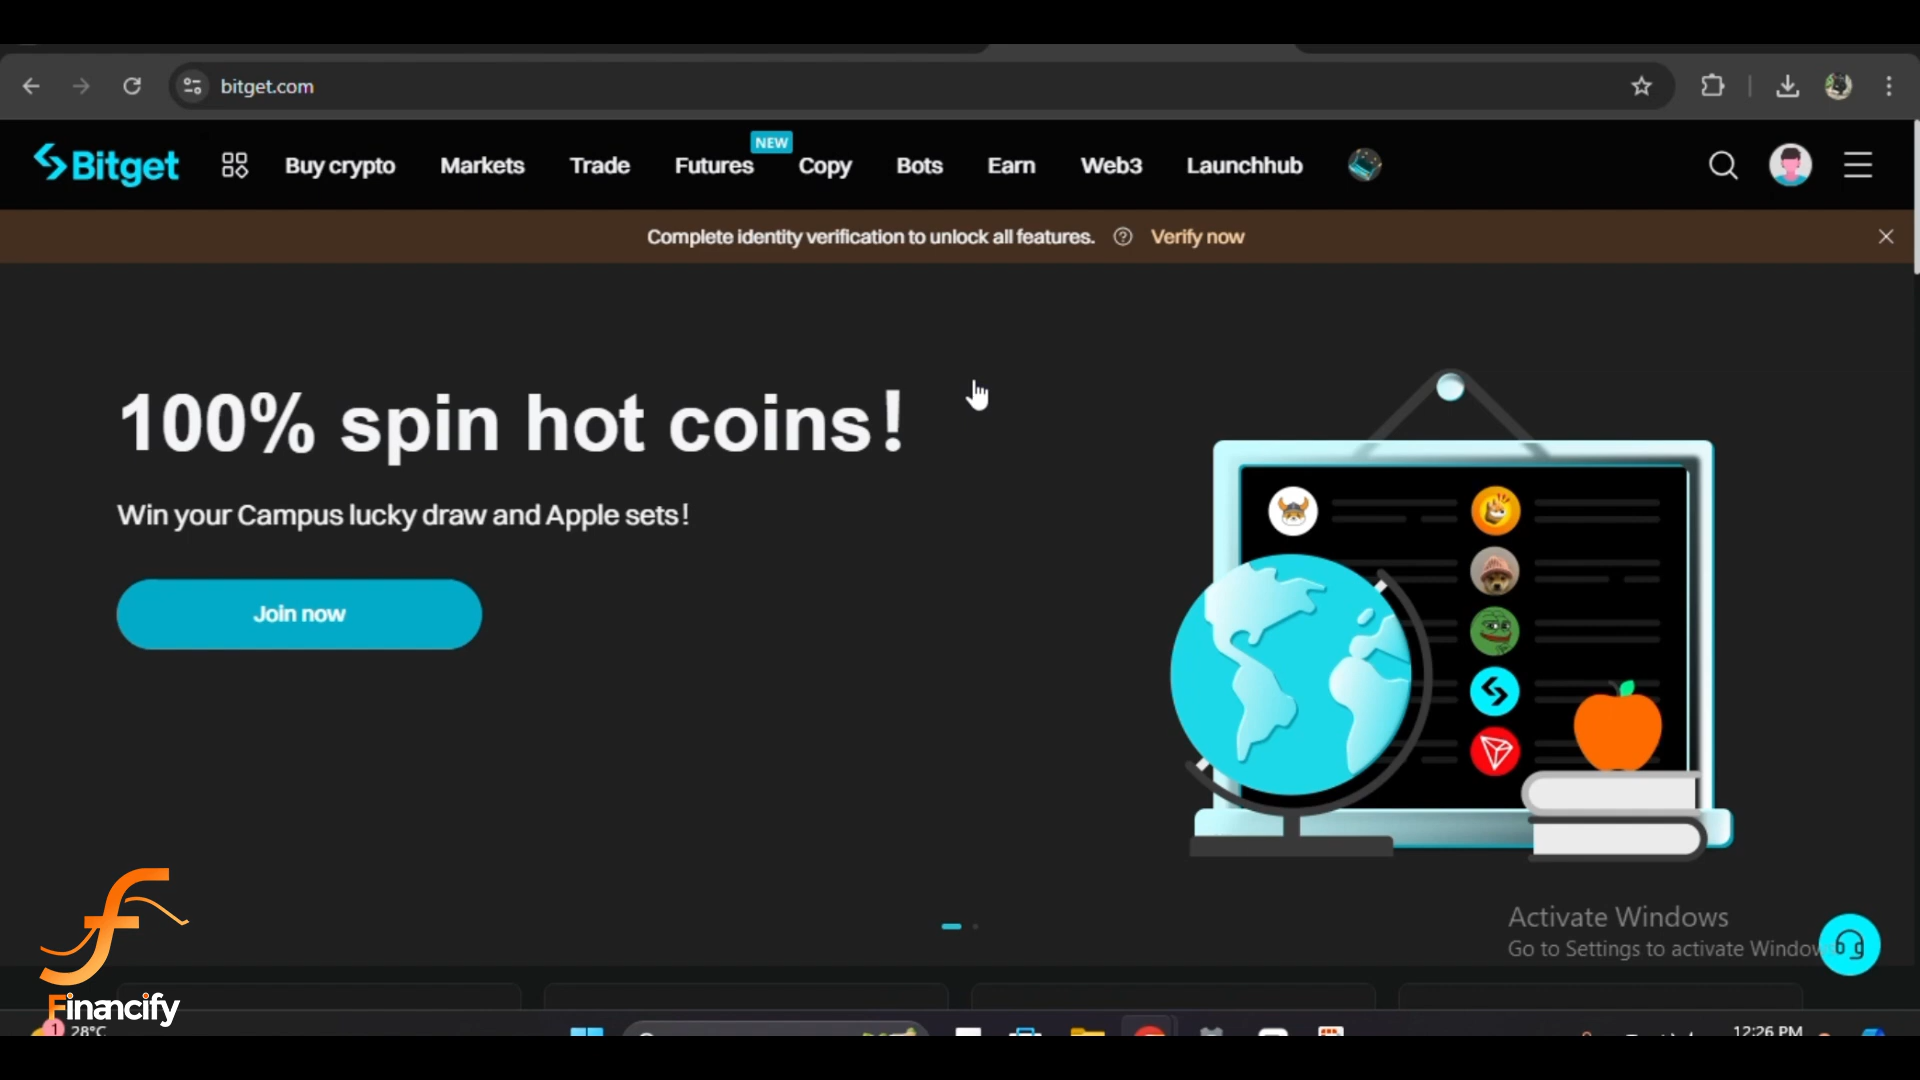 bitget.com
Bitget
Buy crypto
Markets
Trade
Futures
NEW
Copy
Bots
Earn
Web3
Launchhub
Complete identity verification to unlock all features.
Verify now
100% spin hot coins!
Win your Campus lucky draw and Apple sets!
Join now
Activate Windows
Go to Settings to activate Windows
Financify
1
28°C
12:26 PM